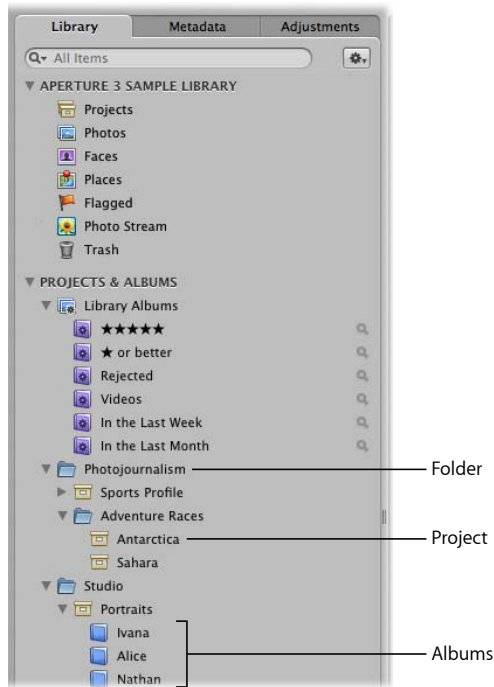 Library Metadata Adjustments
All Items
APERTURE 3 SAMPLE LIBRARY
Projects
Photos
Faces
Places
Flagged
Photo Stream
Trash
PROJECTS & ALBUMS
Library Albums
★★★★★
★ or better
Rejected
Videos
In the Last Week
In the Last Month
Photojournalism Folder
Sports Profile
Adventure Races
Antarctica Project
Sahara
Studio
Portraits
Ivana
Alice Albums
Nathan